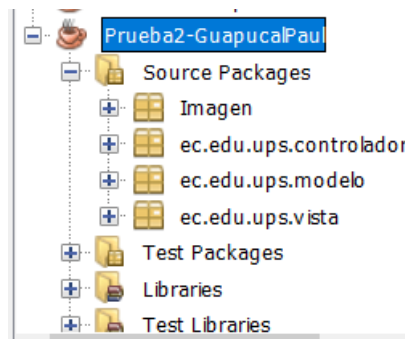 Prueba2-GuapucalPaul
Source Packages
Imagen
ec.edu.ups.controlador
ec.edu.ups.modelo
ec.edu.ups.vista
Test Packages
Libraries
Test Libraries